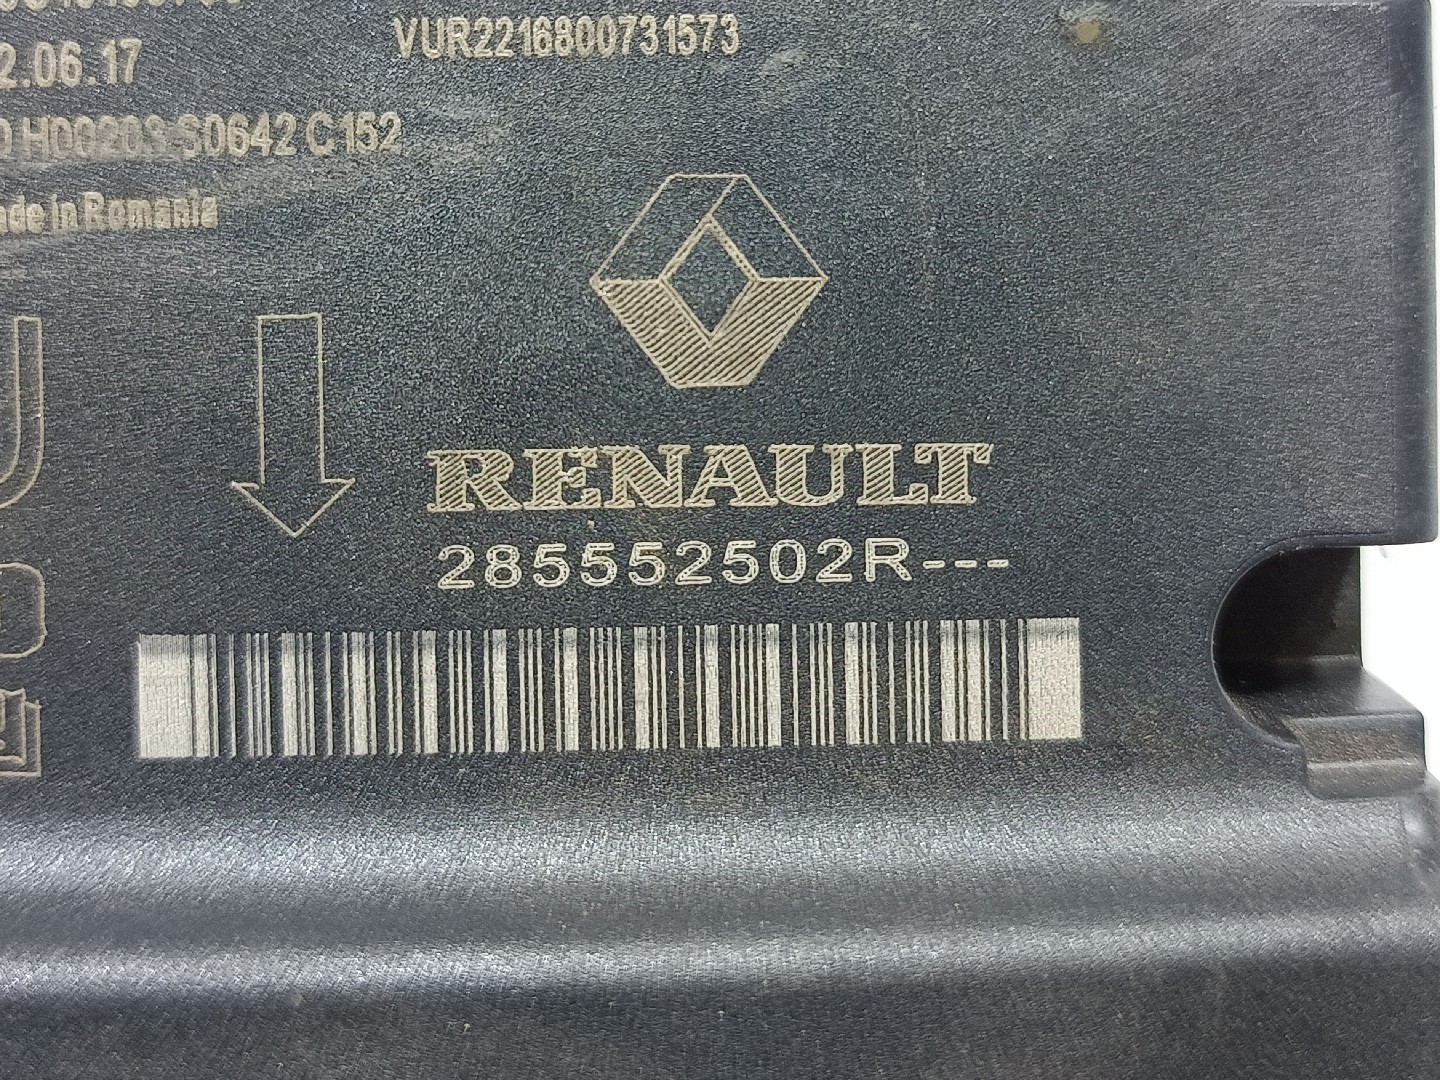 VUR2216800731573
2.06.17
H0020S S0642 C152
ade in Romania
RENAULT
285552502R---